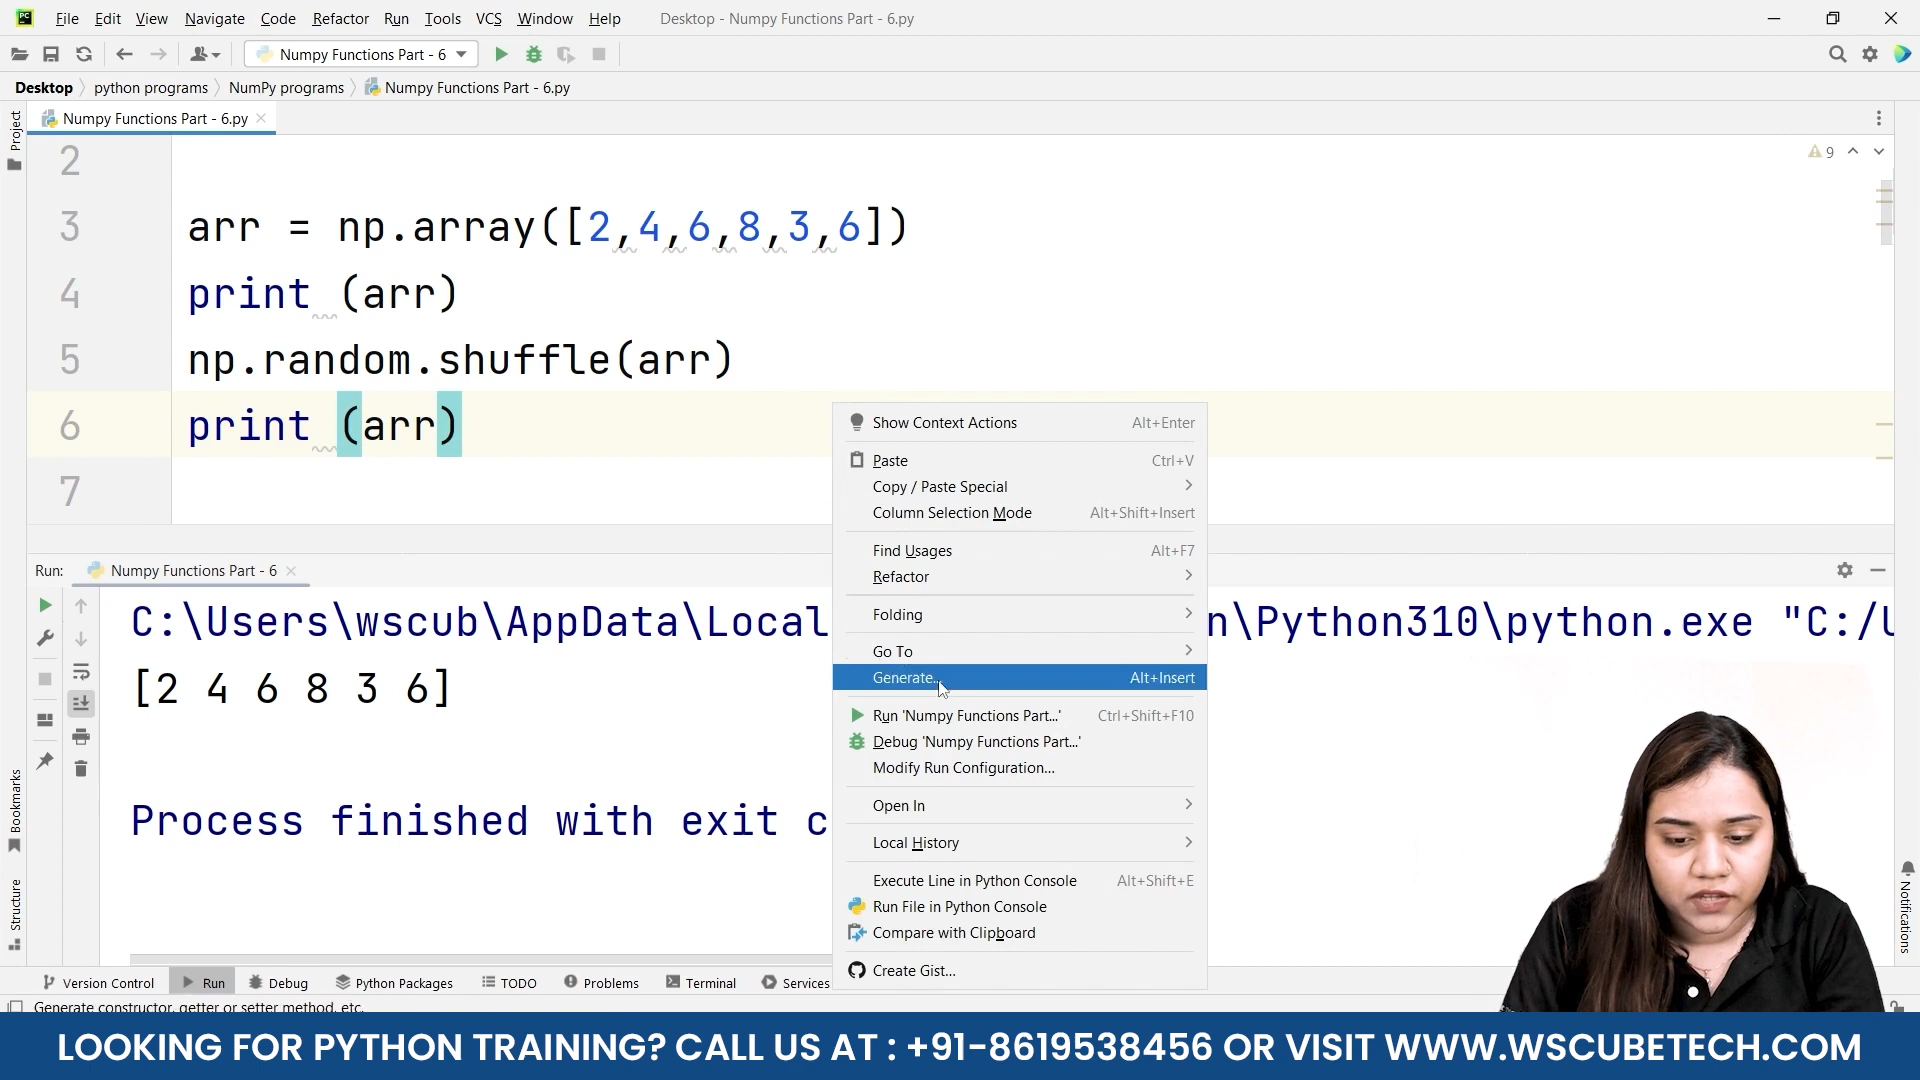 File Edit View Navigate Code Refactor Run Tools VCS Window Help Desktop - Numpy Functions Part - 6.py
Numpy Functions Part - 6
Desktop python programs NumPy programs Numpy Functions Part - 6.py
Numpy Functions Part - 6.py
Project
9
2
3 arr = np.array([2,4,6,8,3,6])
4 print (arr)
5 np.random.shuffle(arr)
6 print (arr)
7
Show Context Actions Alt+Enter
Paste Ctrl+V
Copy / Paste Special
Column Selection Mode Alt+Shift+Insert
Find Usages Alt+F7
Refactor
Folding
Go To
Generate... Alt+Insert
Run 'Numpy Functions Part...' Ctrl+Shift+F10
Debug 'Numpy Functions Part...'
Modify Run Configuration...
Open In
Local History
Execute Line in Python Console Alt+Shift+E
Run File in Python Console
Compare with Clipboard
Create Gist...
Run: Numpy Functions Part - 6
C:\Users\wscub\AppData\Local n\Python310\python.exe "C:/U
[2 4 6 8 3 6]
Process finished with exit c
Bookmarks
Structure
Notifications
Version Control Run Debug Python Packages TODO Problems Terminal Services
Generate constructor, getter or setter method, etc.
LOOKING FOR PYTHON TRAINING? CALL US AT : +91-8619538456 OR VISIT WWW.WSCUBETECH.COM